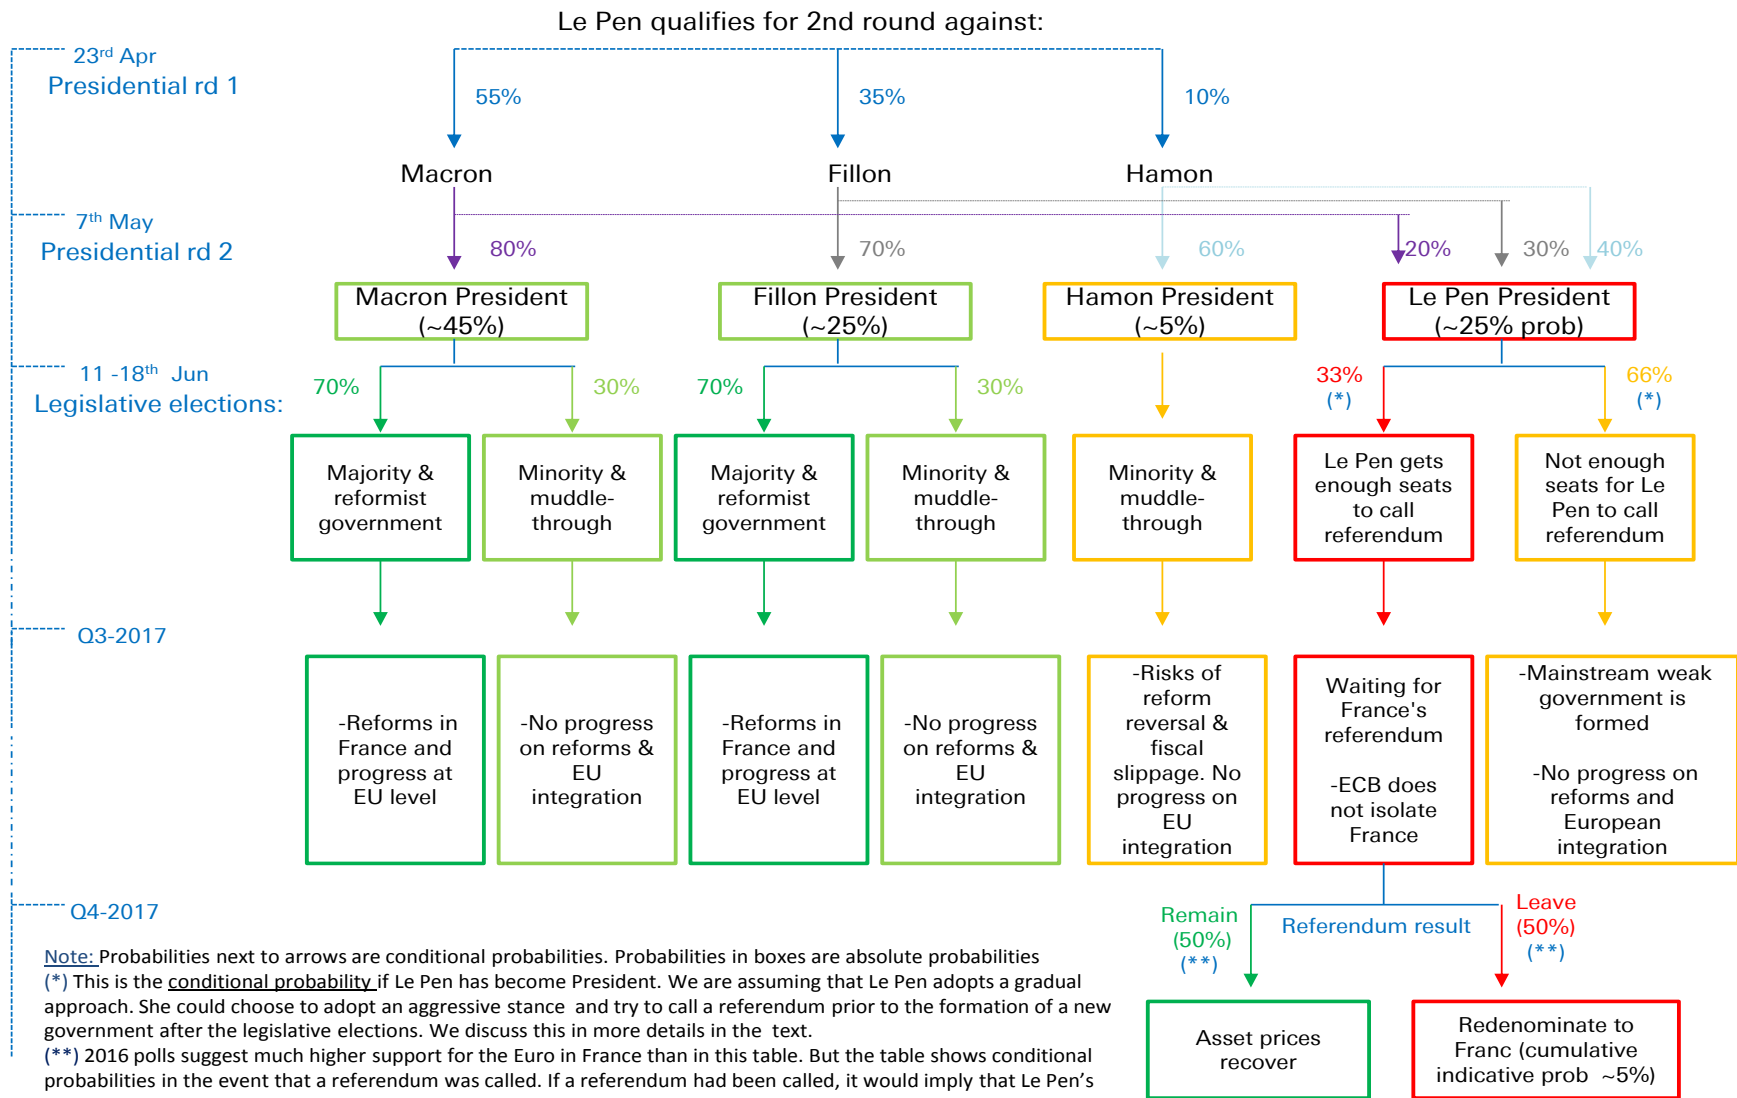 Le Pen qualifies for 2nd round against:
23rd Apr
Presidential rd 1
55%
35%
10%
Macron
Fillon
Hamon
7th May
Presidential rd 2
80%
70%
60%
20%
30%
40%
Macron President
(~45%)
Fillon President
(~25%)
Hamon President
(~5%)
Le Pen President
(~25% prob)
11 -18th Jun
Legislative elections:
70%
30%
70%
30%
33%
(*)
66%
(*)
Majority &
reformist
government
Minority &
muddle-
through
Majority &
reformist
government
Minority &
muddle-
through
Minority &
muddle-
through
Le Pen gets
enough seats
to call
referendum
Not enough
seats for Le
Pen to call
referendum
Q3-2017
-Reforms in
France and
progress at
EU level
-No progress
on reforms &
EU
integration
-Reforms in
France and
progress at
EU level
-No progress
on reforms &
EU
integration
-Risks of
reform
reversal &
fiscal
slippage. No
progress on
EU
integration
Waiting for
France's
referendum
-ECB does
not isolate
France
-Mainstream weak
government is
formed
-No progress on
reforms and
European
integration
Q4-2017
Remain
(50%)
(**)
Referendum result
Leave
(50%)
(**)
Asset prices
recover
Redenominate to
Franc (cumulative
indicative prob ~5%)
Note: Probabilities next to arrows are conditional probabilities. Probabilities in boxes are absolute probabilities
(*) This is the conditional probability if Le Pen has become President. We are assuming that Le Pen adopts a gradual
approach. She could choose to adopt an aggressive stance and try to call a referendum prior to the formation of a new
government after the legislative elections. We discuss this in more details in the text.
(**) 2016 polls suggest much higher support for the Euro in France than in this table. But the table shows conditional
probabilities in the event that a referendum was called. If a referendum had been called, it would imply that Le Pen's